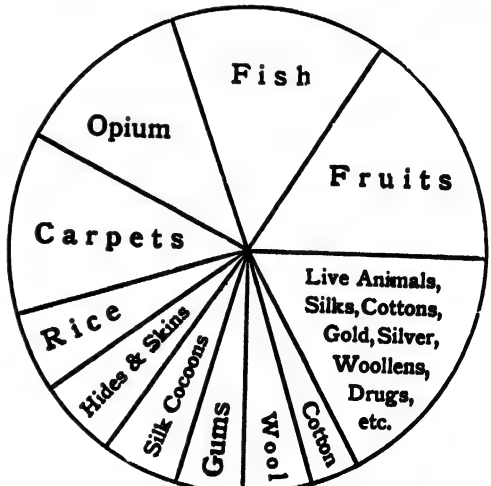 Fish
Opium
Fruits
Carpets
Live Animals,
Silks, Cottons,
Gold, Silver,
Woollens,
Drugs,
etc.
Rice
Hides & Skins
Silk Cocoons
Gums
Wool
Cotton